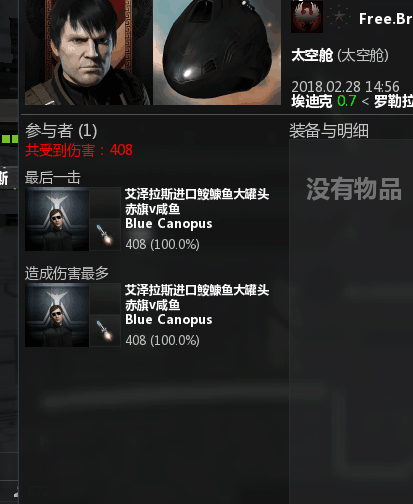 Free.Br
太空舱 (太空舱)
2018.02.28 14:56
埃迪克 0.7 < 罗勒拉
参与者 (1)
共受到伤害：408
装备与明细
没有物品
斯
最后一击
艾泽拉斯进口鮟鱇鱼大罐头
赤旗v咸鱼
Blue Canopus
408 (100.0%)
造成伤害最多
艾泽拉斯进口鮟鱇鱼大罐头
赤旗v咸鱼
Blue Canopus
408 (100.0%)